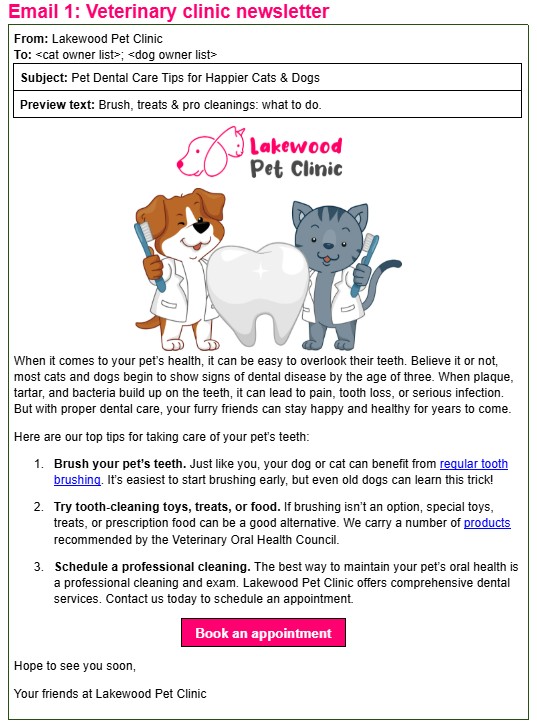 Email 1: Veterinary clinic newsletter
From: Lakewood Pet Clinic
To: <cat owner list>; <dog owner list>
Subject: Pet Dental Care Tips for Happier Cats & Dogs
Preview text: Brush, treats & pro cleanings: what to do.
Lakewood
Pet Clinic
When it comes to your pet’s health, it can be easy to overlook their teeth. Believe it or not,
most cats and dogs begin to show signs of dental disease by the age of three. When plaque,
tartar, and bacteria build up on the teeth, it can lead to pain, tooth loss, or serious infection.
But with proper dental care, your furry friends can stay happy and healthy for years to come.
Here are our top tips for taking care of your pet’s teeth:
1. Brush your pet’s teeth. Just like you, your dog or cat can benefit from regular tooth
brushing. It’s easiest to start brushing early, but even old dogs can learn this trick!
2. Try tooth-cleaning toys, treats, or food. If brushing isn’t an option, special toys,
treats, or prescription food can be a good alternative. We carry a number of products
recommended by the Veterinary Oral Health Council.
3. Schedule a professional cleaning. The best way to maintain your pet’s oral health is
a professional cleaning and exam. Lakewood Pet Clinic offers comprehensive dental
services. Contact us today to schedule an appointment.
Book an appointment
Hope to see you soon,
Your friends at Lakewood Pet Clinic